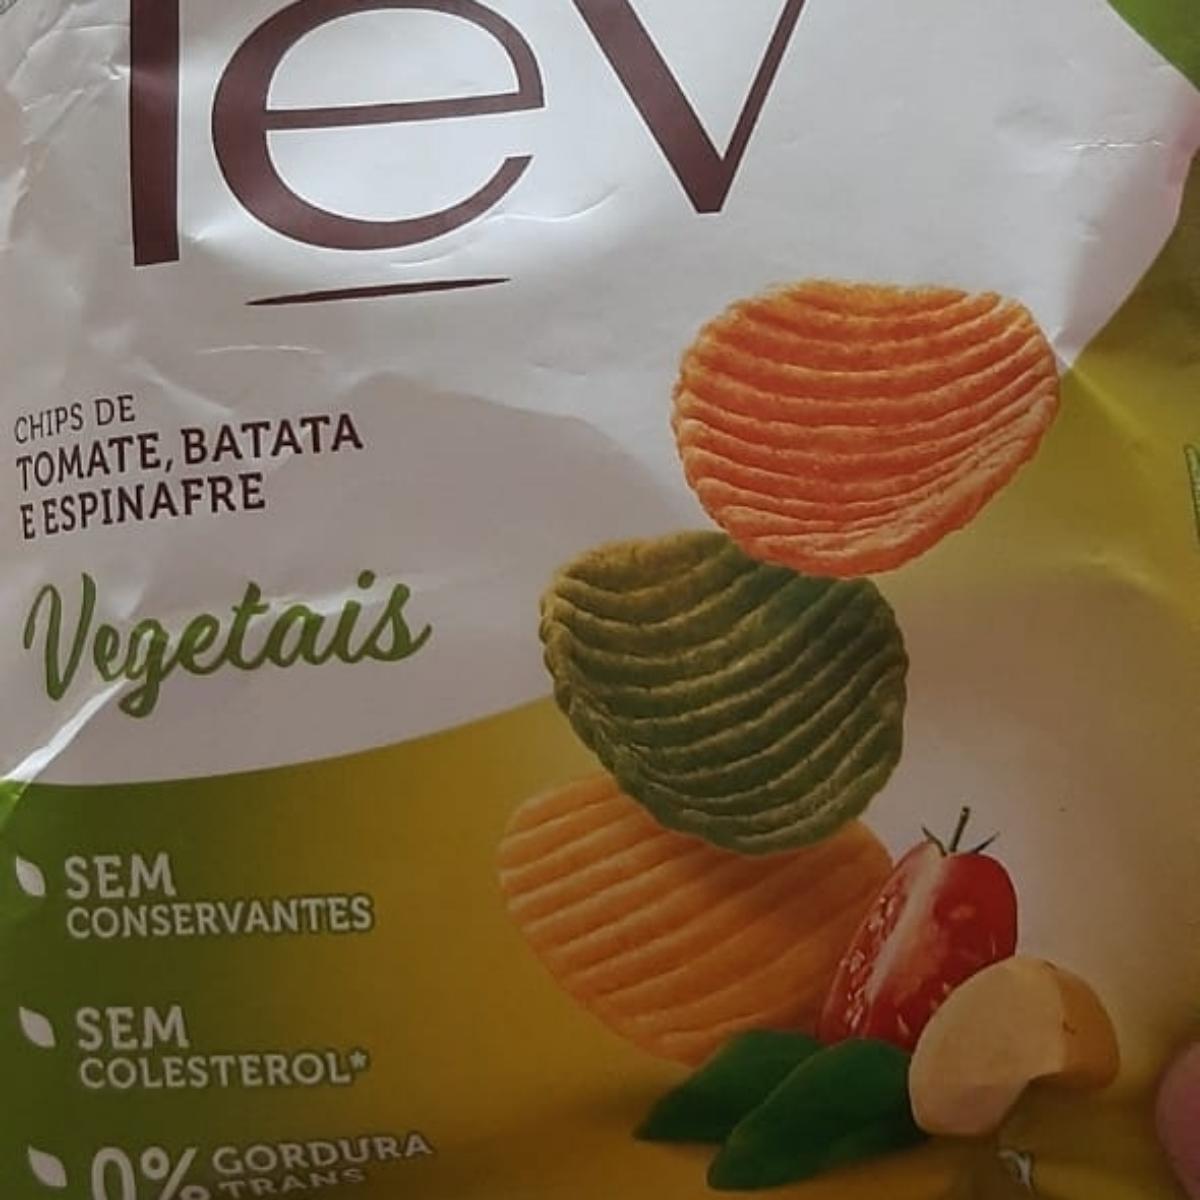 lev
CHIPS DE
TOMATE, BATATA
E ESPINAFRE
Vegetais
SEM
CONSERVANTES
SEM
COLESTEROL*
0% GORDURA
TRANS